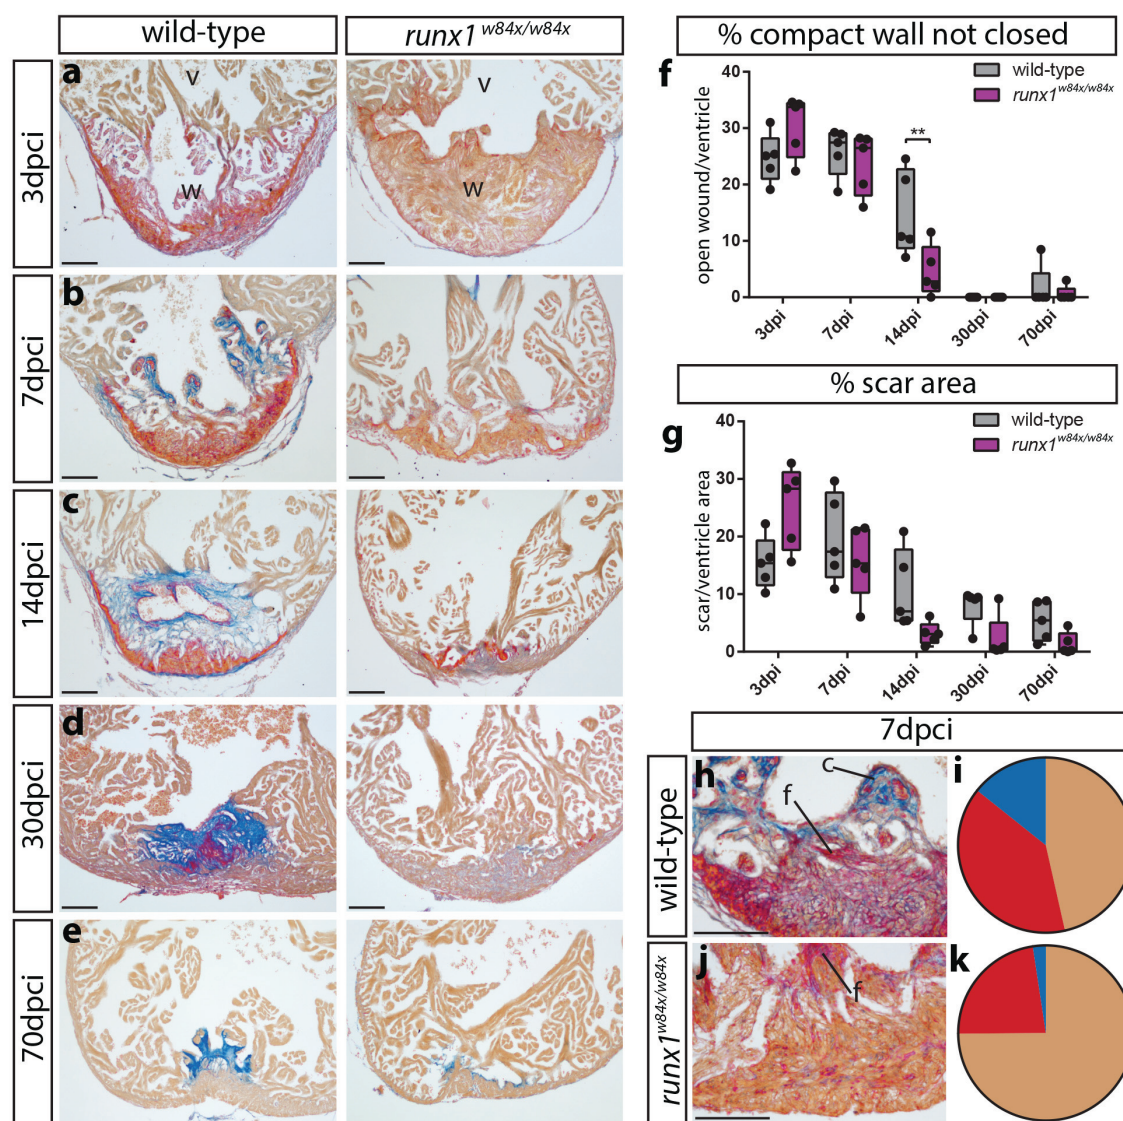 wild-type
runx1 w84x/w84x
3dpci
a
v
w
v
w
7dpci
b
14dpci
c
30dpci
d
70dpci
e
% compact wall not closed
f
wild-type
runx1 w84x/w84x
open wound/ventricle
40
30
20
10
0
**
3dpi
7dpi
14dpi
30dpi
70dpi
% scar area
g
wild-type
runx1 w84x/w84x
scar/ventricle area
40
30
20
10
0
3dpi
7dpi
14dpi
30dpi
70dpi
7dpci
wild-type
h
c
f
i
runx1 w84x/w84x
j
f
k